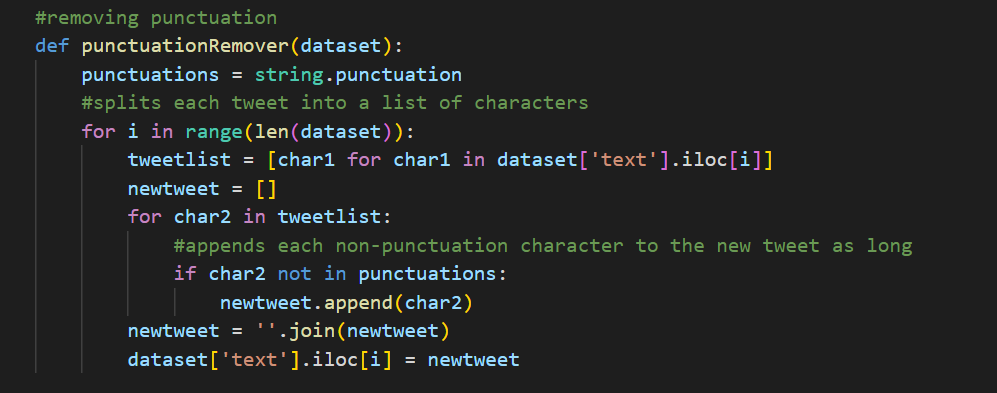 #removing punctuation
def punctuationRemover(dataset):
    punctuations = string.punctuation
    #splits each tweet into a list of characters
    for i in range(len(dataset)):
        tweetlist = [char1 for char1 in dataset['text'].iloc[i]]
        newtweet = []
        for char2 in tweetlist:
            #appends each non-punctuation character to the new tweet as long
            if char2 not in punctuations:
                newtweet.append(char2)
        newtweet = ''.join(newtweet)
        dataset['text'].iloc[i] = newtweet